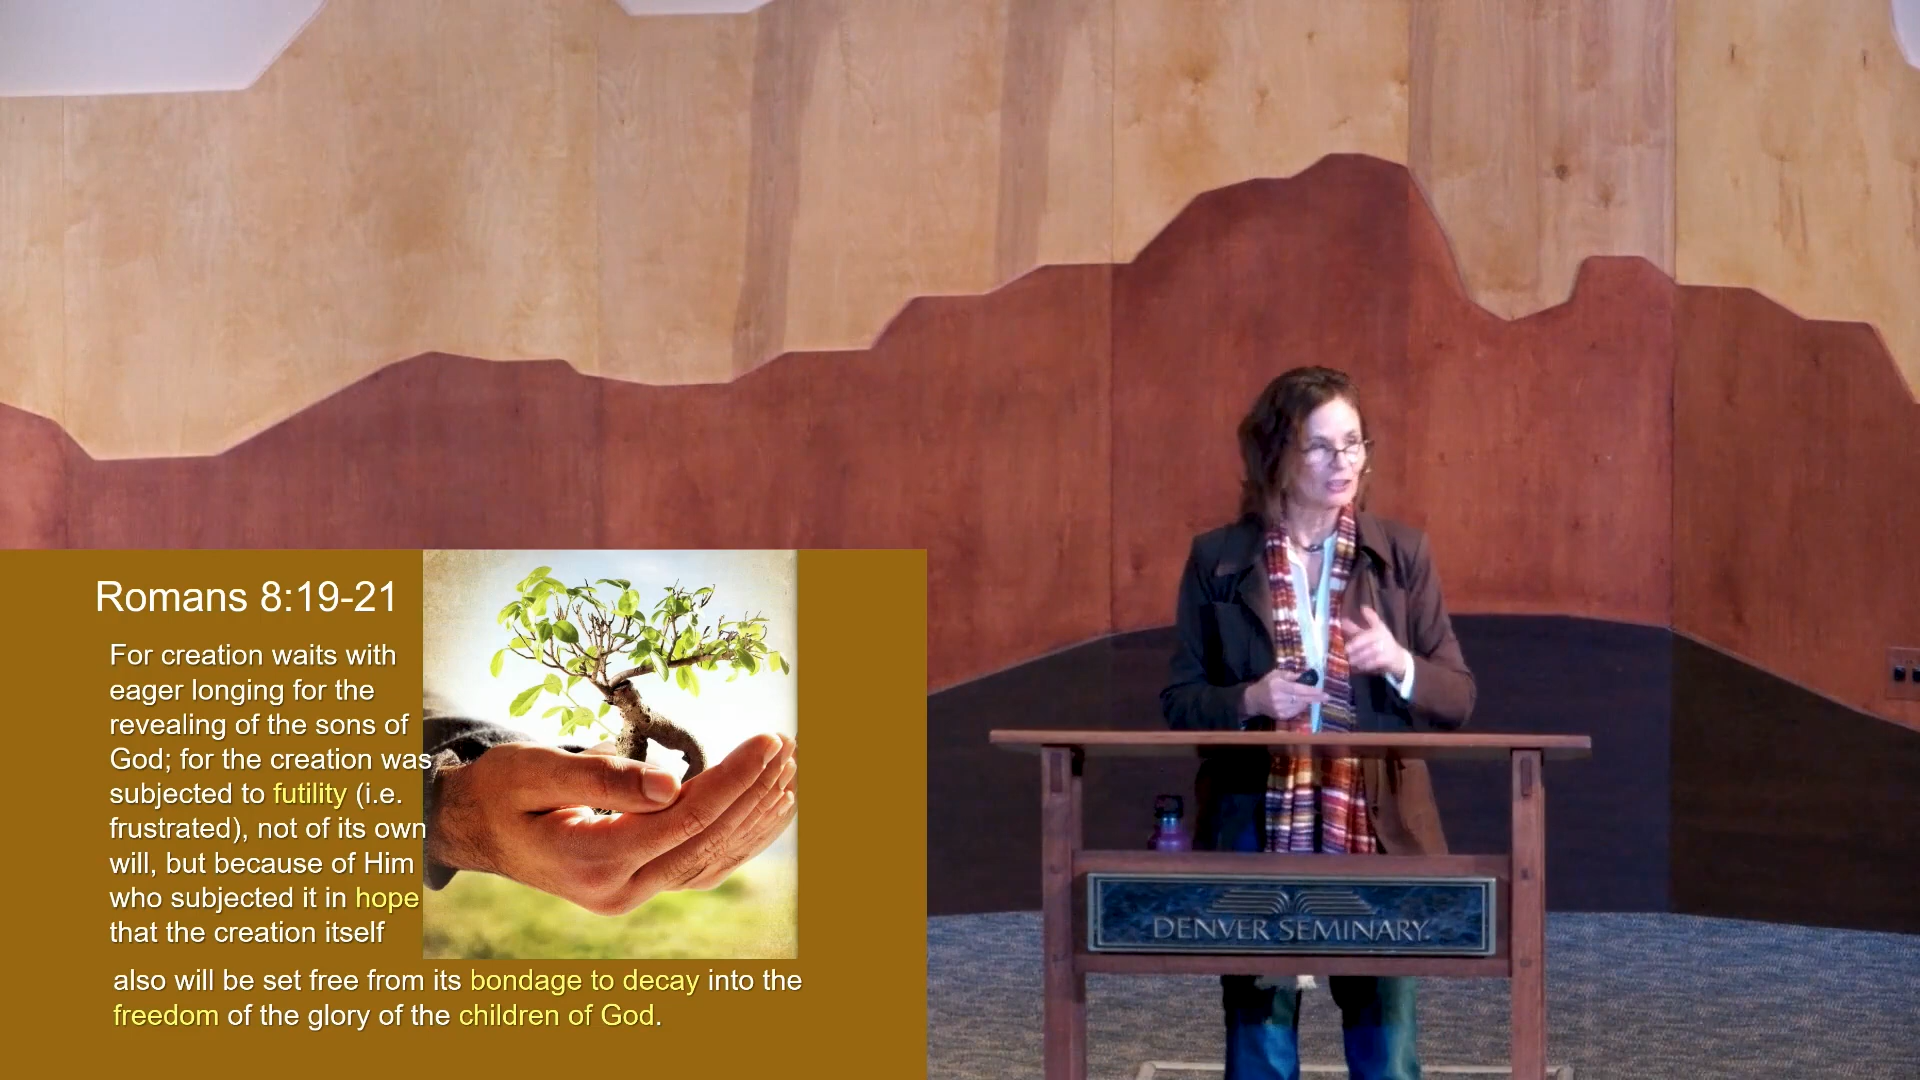 Romans 8:19-21
For creation waits with
eager longing for the
revealing of the sons of
God; for the creation was
subjected to futility (i.e.
frustrated), not of its own
will, but because of Him
who subjected it in hope
that the creation itself
also will be set free from its bondage to decay into the
freedom of the glory of the children of God.
DENVER SEMINARY.